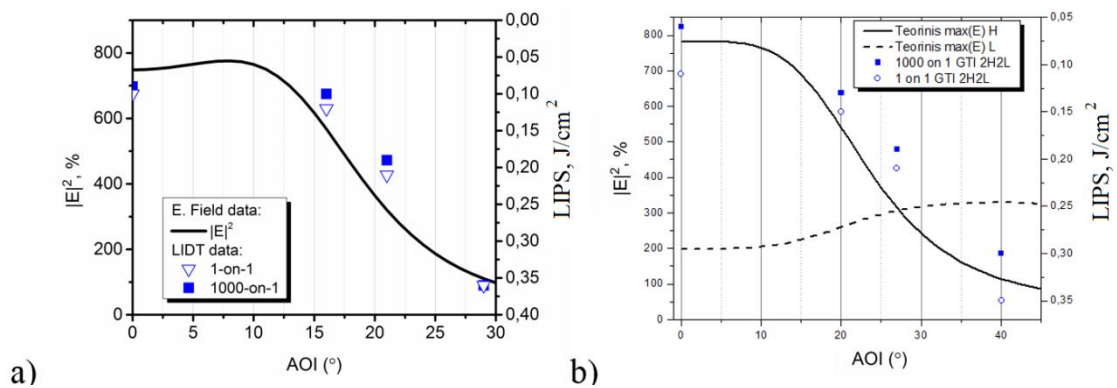 a)
|E|², %
800
600
400
200
0
E. Field data:
|E|²
LIDT data:
1-on-1
1000-on-1
0 5 10 15 20 25 30
AOI (°)
0,00
0,05
0,10
0,15
0,20
0,25
0,30
0,35
0,40
LIPS, J/cm²
b)
|E|², %
800
700
600
500
400
300
200
100
0
Teorinis max(E) H
Teorinis max(E) L
1000 on 1 GTI 2H2L
1 on 1 GTI 2H2L
0 10 20 30 40
AOI (°)
0,05
0,10
0,15
0,20
0,25
0,30
0,35
LIPS, J/cm²